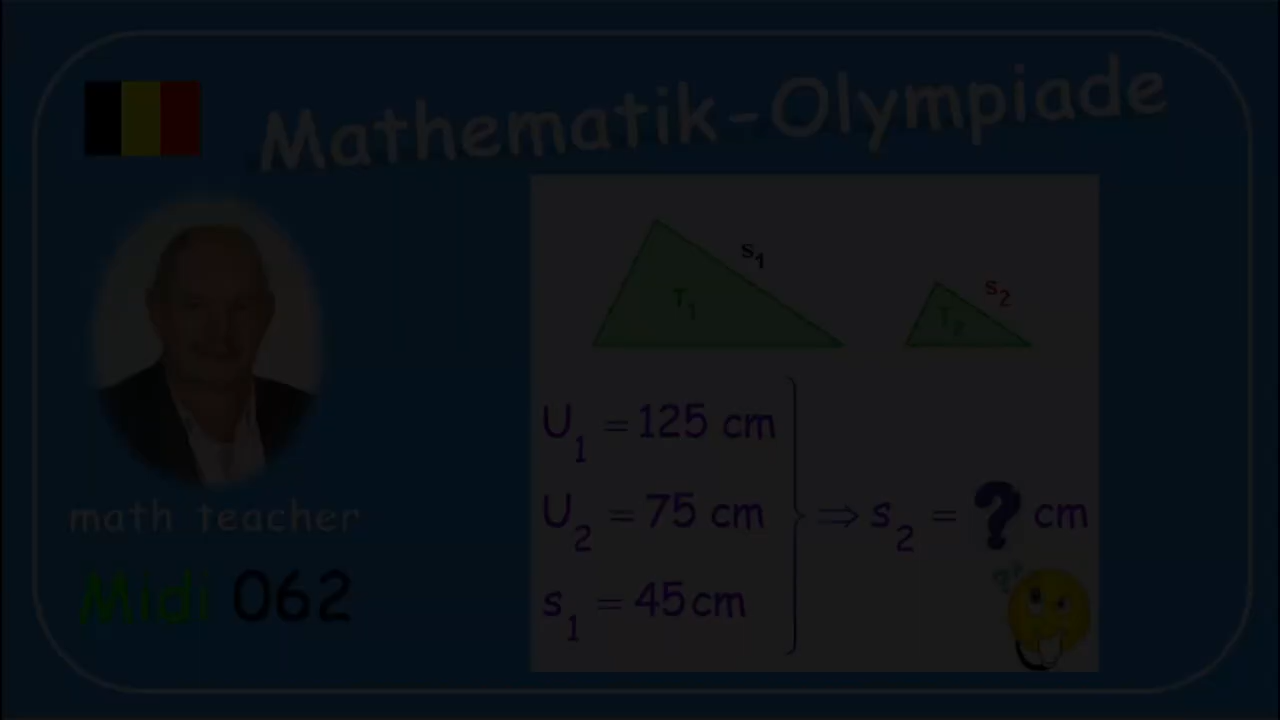 Mathematik-Olympiade
s1
T1
s2
T2
U1 = 125 cm
U2 = 75 cm
s1 = 45 cm
⇒ s2 = ? cm
math teacher
Midi 062